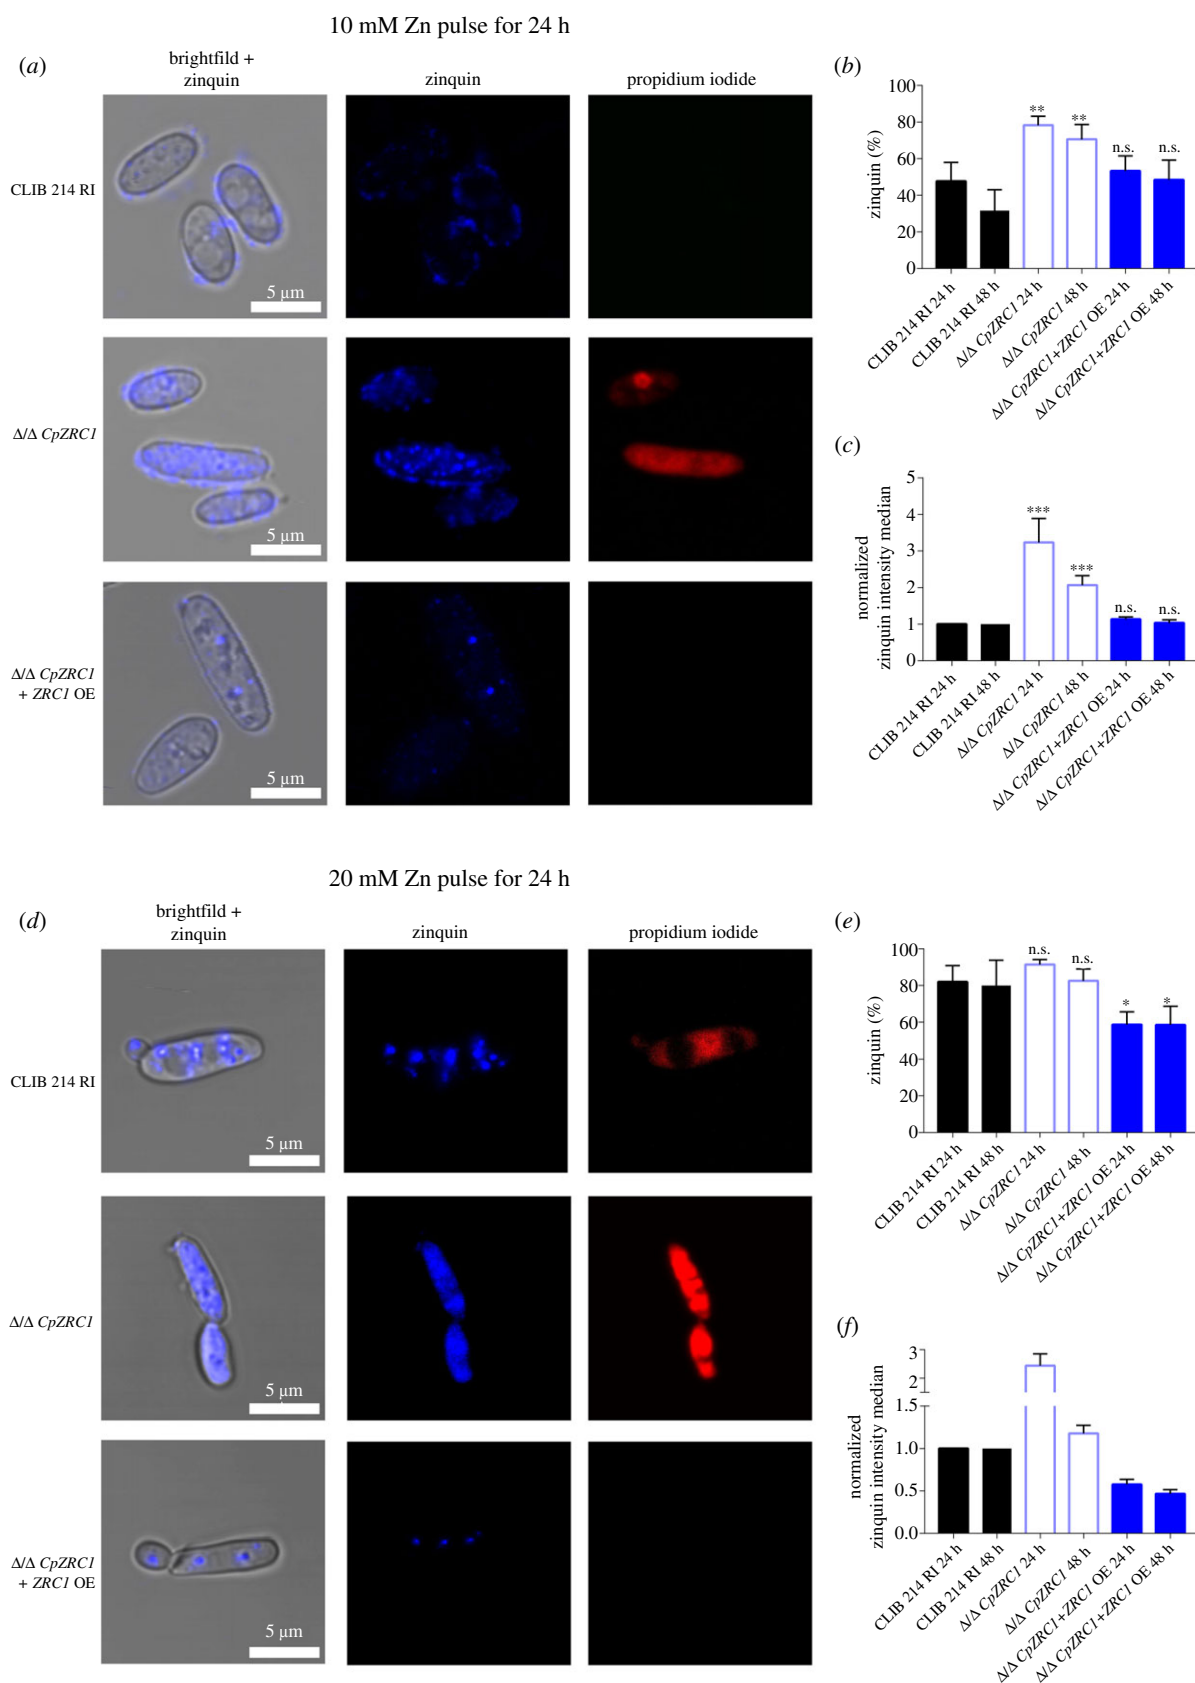 10 mM Zn pulse for 24 h
(a)
brightfild +
zinquin
zinquin
propidium iodide
CLIB 214 RI
5 µm
Δ/Δ CpZRC1
5 µm
Δ/Δ CpZRC1
+ ZRC1 OE
5 µm
(b)
zinquin (%)
100
80
60
40
20
0
**
**
n.s.
n.s.
CLIB 214 RI 24 h
CLIB 214 RI 48 h
Δ/Δ CpZRC1 24 h
Δ/Δ CpZRC1 48 h
Δ/Δ CpZRC1+ZRC1 OE 24 h
Δ/Δ CpZRC1+ZRC1 OE 48 h
(c)
normalized
zinquin intensity median
5
4
3
2
1
0
***
***
n.s.
n.s.
CLIB 214 RI 24 h
CLIB 214 RI 48 h
Δ/Δ CpZRC1 24 h
Δ/Δ CpZRC1 48 h
Δ/Δ CpZRC1+ZRC1 OE 24 h
Δ/Δ CpZRC1+ZRC1 OE 48 h
20 mM Zn pulse for 24 h
(d)
brightfild +
zinquin
zinquin
propidium iodide
CLIB 214 RI
5 µm
Δ/Δ CpZRC1
5 µm
Δ/Δ CpZRC1
+ ZRC1 OE
5 µm
(e)
zinquin (%)
100
80
60
40
20
0
n.s.
n.s.
*
*
CLIB 214 RI 24 h
CLIB 214 RI 48 h
Δ/Δ CpZRC1 24 h
Δ/Δ CpZRC1 48 h
Δ/Δ CpZRC1+ZRC1 OE 24 h
Δ/Δ CpZRC1+ZRC1 OE 48 h
(f)
normalized
zinquin intensity median
3
2
1.5
1.0
0.5
0.0
CLIB 214 RI 24 h
CLIB 214 RI 48 h
Δ/Δ CpZRC1 24 h
Δ/Δ CpZRC1 48 h
Δ/Δ CpZRC1+ZRC1 OE 24 h
Δ/Δ CpZRC1+ZRC1 OE 48 h